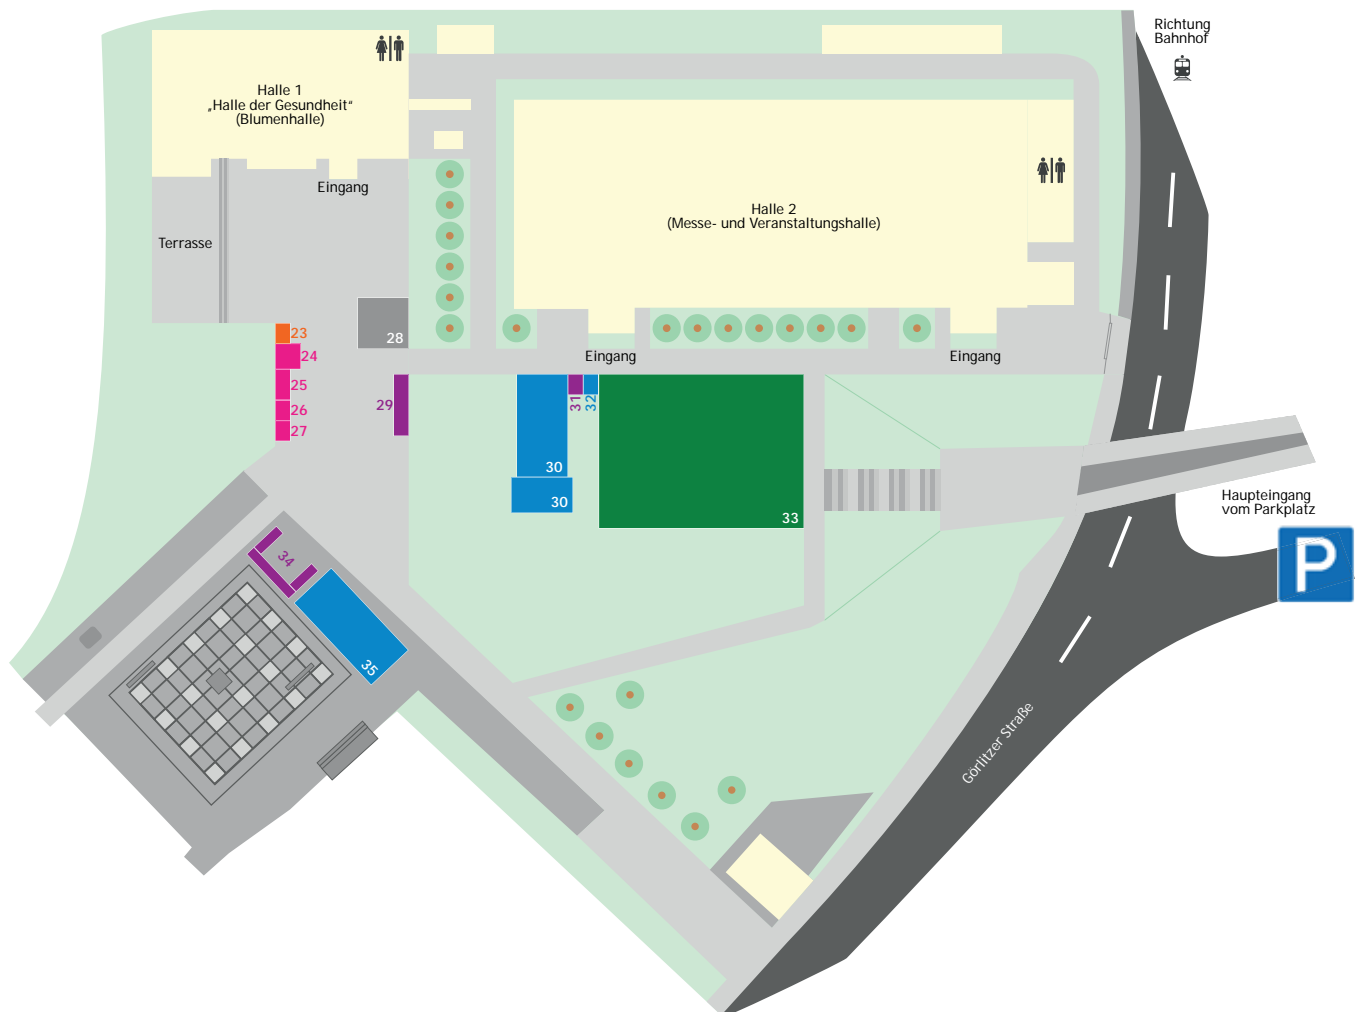 Richtung
Bahnhof
Halle 1
„Halle der Gesundheit“
(Blumenhalle)
Eingang
Terrasse
Halle 2
(Messe- und Veranstaltungshalle)
23
24
25
26
27
28
29
Eingang
Eingang
30
30
31
32
33
Haupteingang
vom Parkplatz
P
34
35
Görlitzer Straße